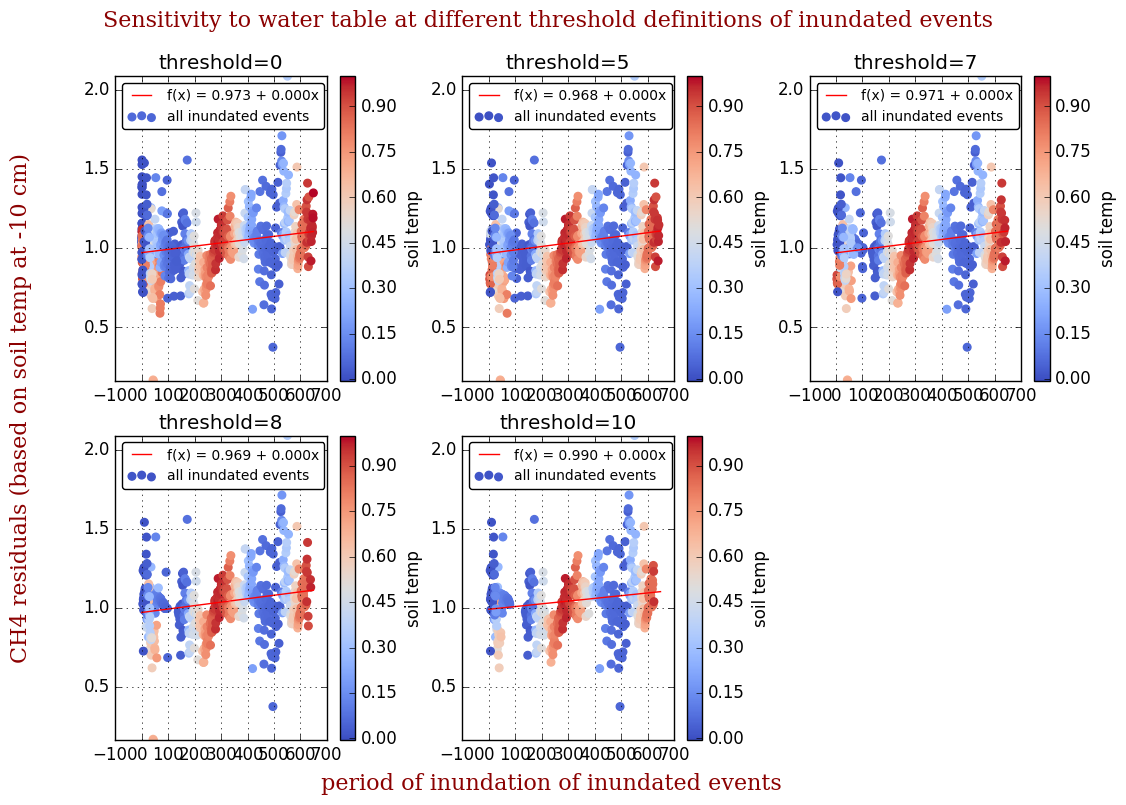 Sensitivity to water table at different threshold definitions of inundated events
CH4 residuals (based on soil temp at -10 cm)
threshold=0
f(x) = 0.973 + 0.000x
all inundated events
2.0
1.5
1.0
0.5
−100 0 100 200 300 400 500 600 700
0.90
0.75
0.60
0.45
0.30
0.15
0.00
soil temp
threshold=5
f(x) = 0.968 + 0.000x
all inundated events
2.0
1.5
1.0
0.5
−100 0 100 200 300 400 500 600 700
0.90
0.75
0.60
0.45
0.30
0.15
0.00
soil temp
threshold=7
f(x) = 0.971 + 0.000x
all inundated events
2.0
1.5
1.0
0.5
−100 0 100 200 300 400 500 600 700
0.90
0.75
0.60
0.45
0.30
0.15
0.00
soil temp
threshold=8
f(x) = 0.969 + 0.000x
all inundated events
2.0
1.5
1.0
0.5
−100 0 100 200 300 400 500 600 700
0.90
0.75
0.60
0.45
0.30
0.15
0.00
soil temp
threshold=10
f(x) = 0.990 + 0.000x
all inundated events
2.0
1.5
1.0
0.5
−100 0 100 200 300 400 500 600 700
0.90
0.75
0.60
0.45
0.30
0.15
0.00
soil temp
period of inundation of inundated events